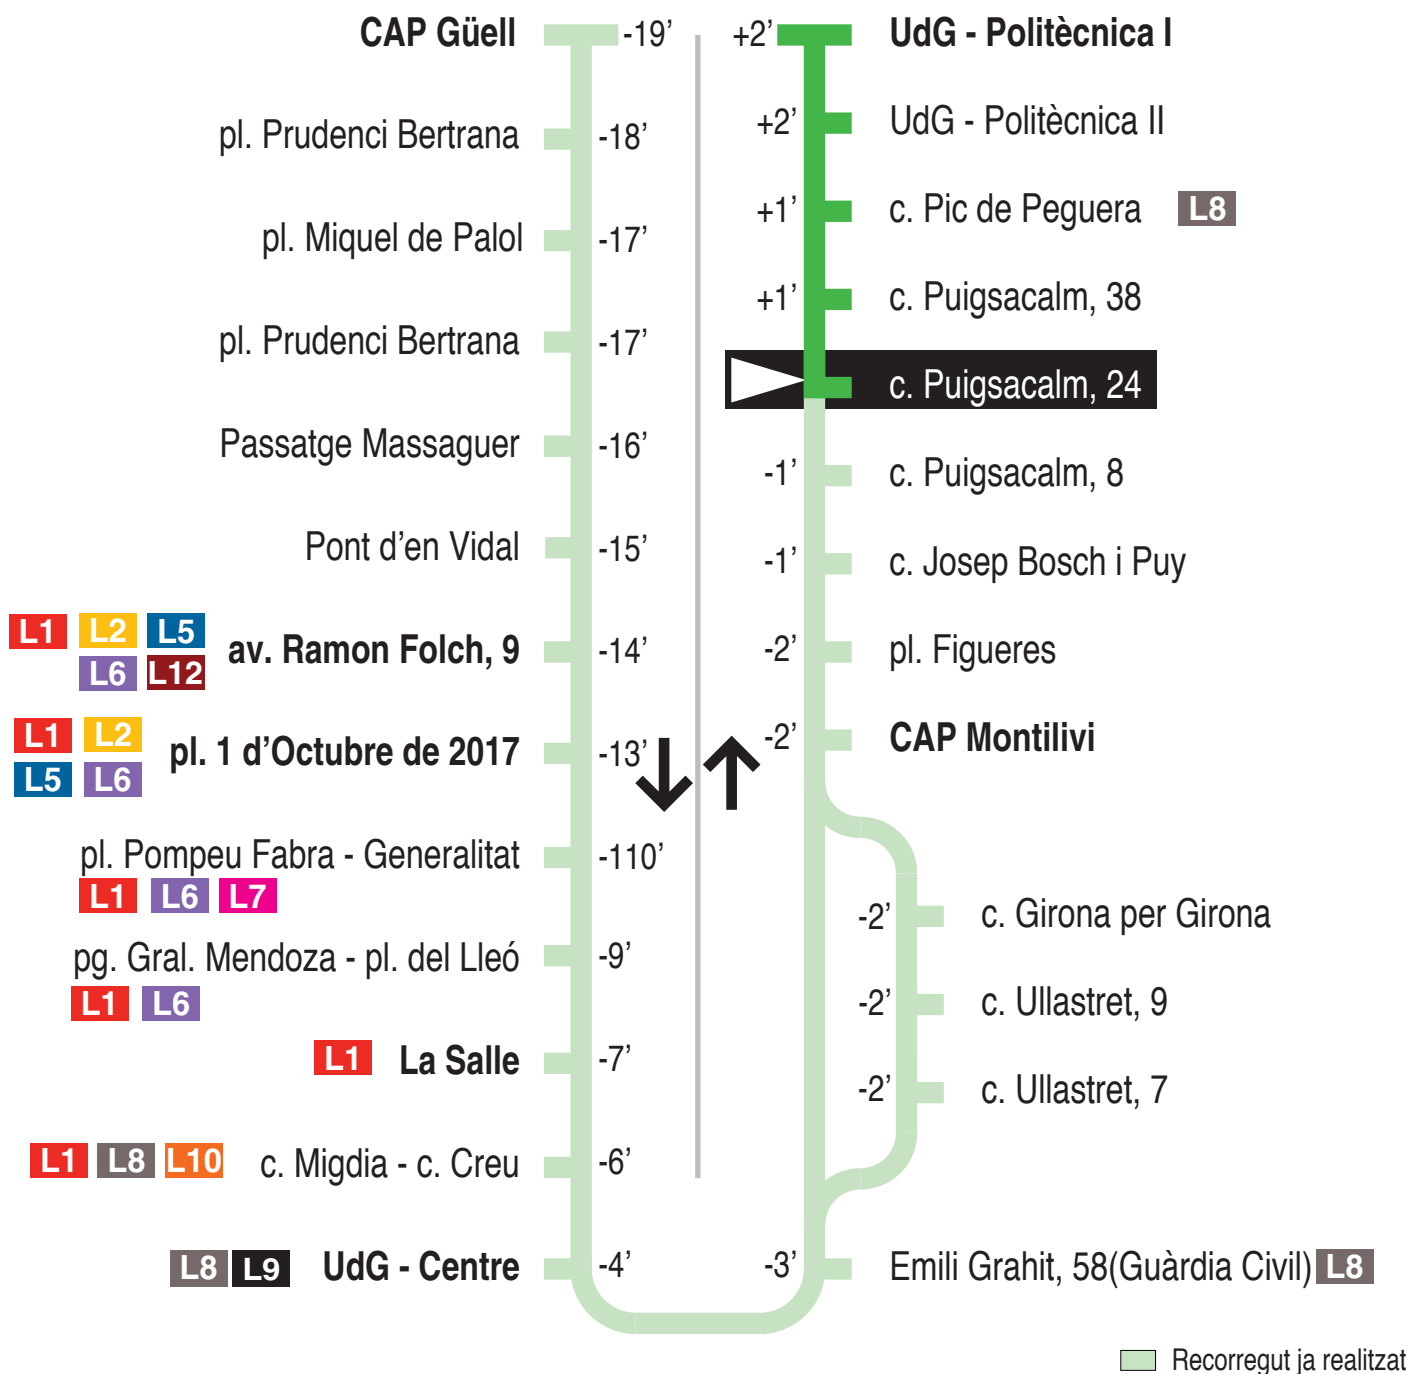 CAP Güell -19’
pl. Prudenci Bertrana -18’
pl. Miquel de Palol -17’
pl. Prudenci Bertrana -17’
Passatge Massaguer -16’
Pont d’en Vidal -15’
L1 L2 L5
L6 L12
av. Ramon Folch, 9 -14’
L1 L2
L5 L6
pl. 1 d’Octubre de 2017 -13’
pl. Pompeu Fabra - Generalitat -110’
L1 L6 L7
pg. Gral. Mendoza - pl. del Lleó -9’
L1 L6
L1 La Salle -7’
L1 L8 L10 c. Migdia - c. Creu -6’
L8 L9 UdG - Centre -4’
+2’ UdG - Politècnica I
+2’ UdG - Politècnica II
+1’ c. Pic de Peguera L8
+1’ c. Puigsacalm, 38
c. Puigsacalm, 24
-1’ c. Puigsacalm, 8
-1’ c. Josep Bosch i Puy
-2’ pl. Figueres
-2’ CAP Montilivi
-2’ c. Girona per Girona
-2’ c. Ullastret, 9
-2’ c. Ullastret, 7
-3’ Emili Grahit, 58(Guàrdia Civil) L8
Recorregut ja realitzat